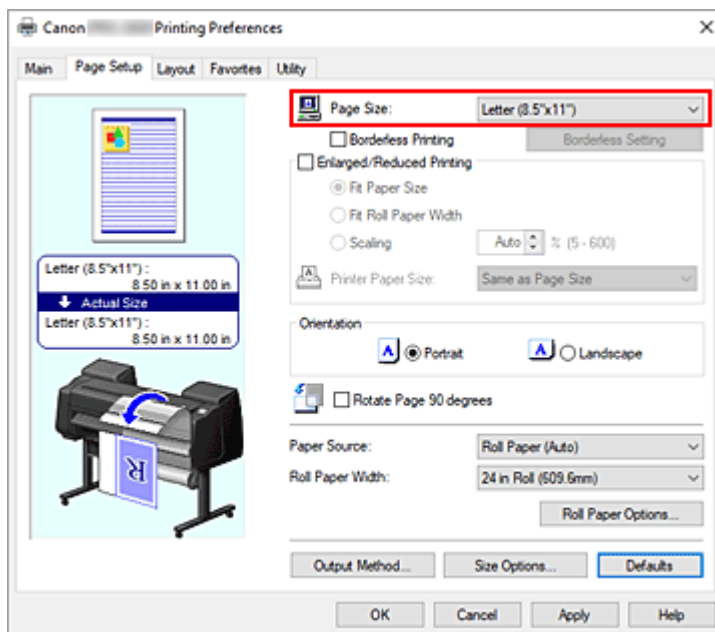 Canon Printing Preferences
Main Page Setup Layout Favorites Utility
Page Size: Letter (8.5"x11")
Borderless Printing Borderless Setting
Enlarged/Reduced Printing
Fit Paper Size
Fit Roll Paper Width
Scaling Auto % (5 - 600)
Printer Paper Size: Same as Page Size
Letter (8.5"x11") :
8.50 in x 11.00 in
Actual Size
Letter (8.5"x11") :
8.50 in x 11.00 in
Orientation
A Portrait A Landscape
Rotate Page 90 degrees
R
Paper Source: Roll Paper (Auto)
Roll Paper Width: 24 in Roll (609.6mm)
Roll Paper Options...
Output Method... Size Options... Defaults
OK Cancel Apply Help